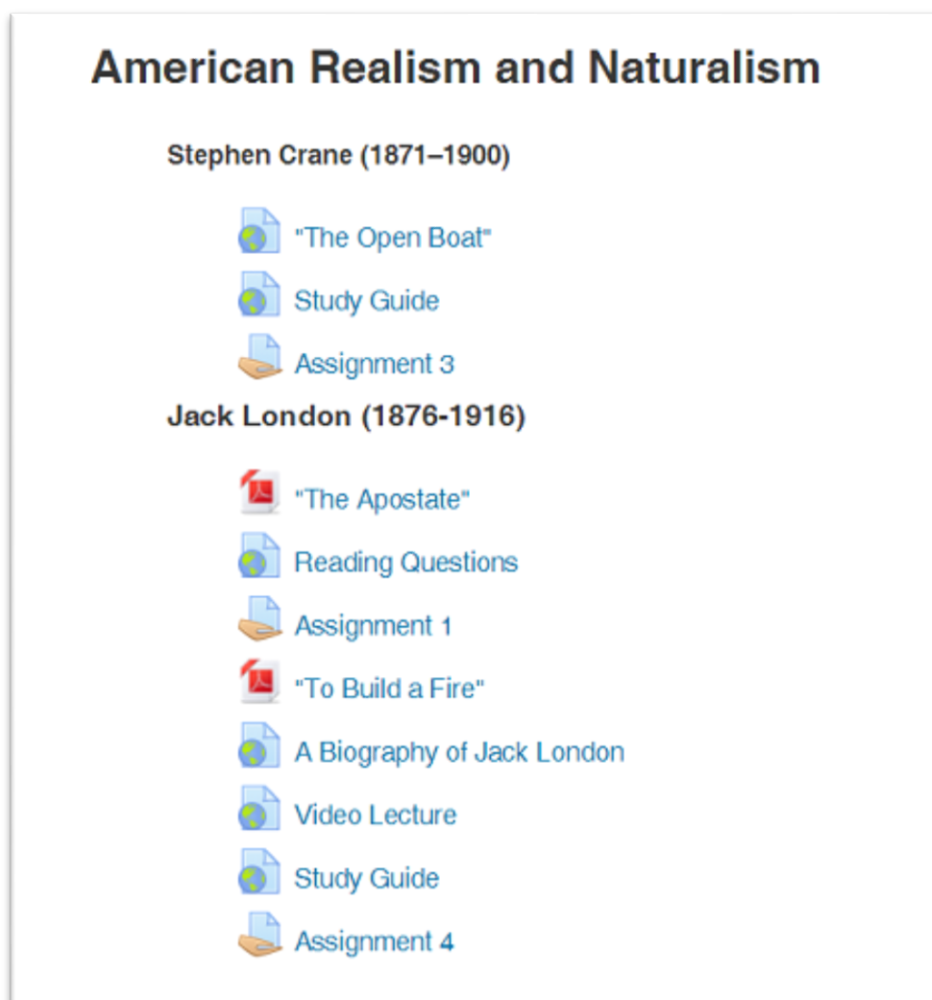 American Realism and Naturalism
Stephen Crane (1871–1900)
"The Open Boat"
Study Guide
Assignment 3
Jack London (1876-1916)
"The Apostate"
Reading Questions
Assignment 1
"To Build a Fire"
A Biography of Jack London
Video Lecture
Study Guide
Assignment 4